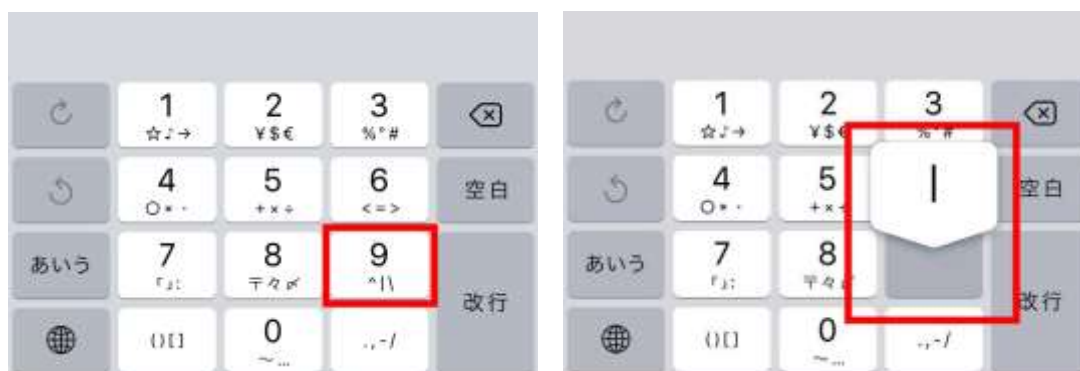 1 2 3
☆♪→ ¥$€ %°#
4 5 6 空白
○*・ +×÷ <=>
あいう 7 8 9
「」: 〒々〆 ^|\
改行
()[] 0 .,-/
～…
1 2 3
☆♪→ ¥$€ %°#
4 5 | 空白
○*・ +×÷
あいう 7 8
「」: 〒々〆
改行
()[] 0 .,-/
～…